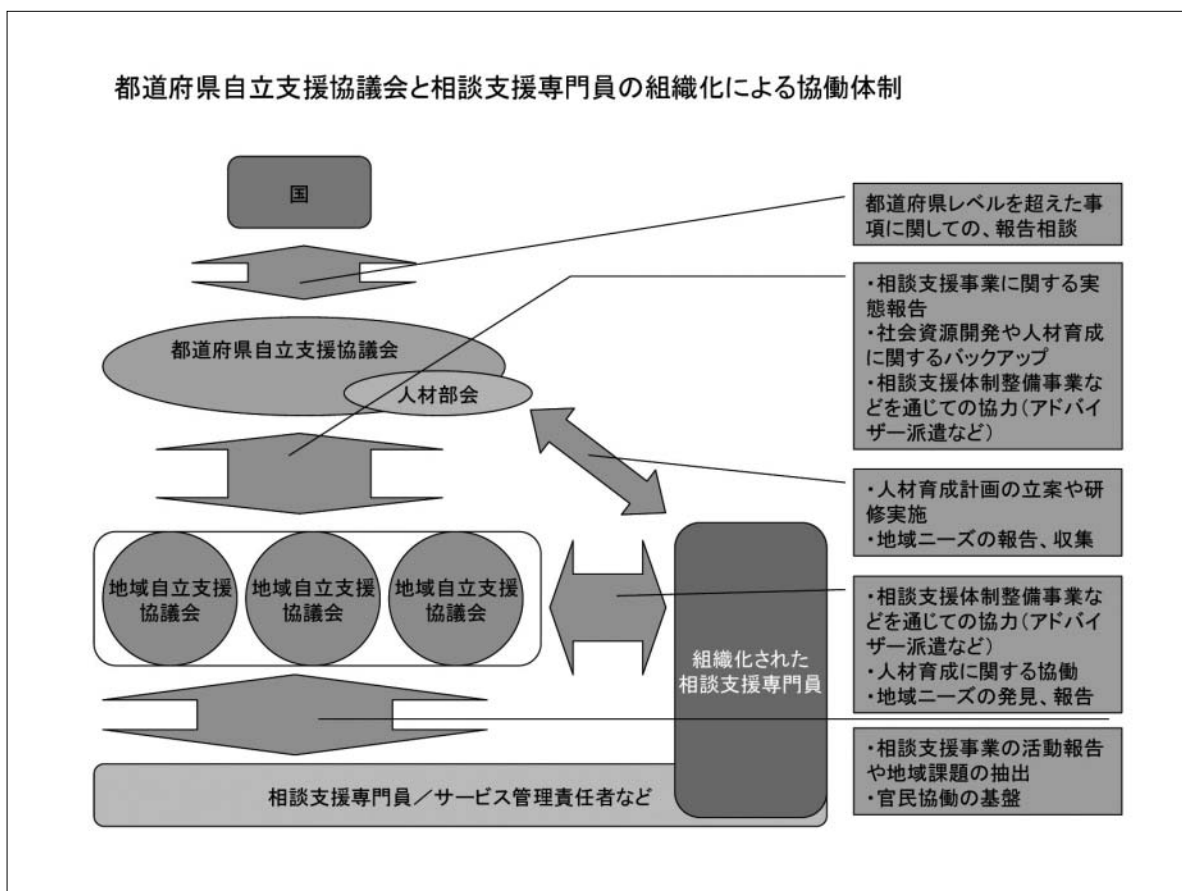 都道府県自立支援協議会と相談支援専門員の組織化による協働体制
国
都道府県自立支援協議会
人材部会
地域自立支援
協議会
地域自立支援
協議会
地域自立支援
協議会
組織化された
相談支援専門員
相談支援専門員／サービス管理責任者など
都道府県レベルを超えた事
項に関しての、報告相談
・相談支援事業に関する実
態報告
・社会資源開発や人材育成
に関するバックアップ
・相談支援体制整備事業な
どを通じての協力（アドバイ
ザー派遣など）
・人材育成計画の立案や研
修実施
・地域ニーズの報告、収集
・相談支援体制整備事業な
どを通じての協力（アドバイ
ザー派遣など）
・人材育成に関する協働
・地域ニーズの発見、報告
・相談支援事業の活動報告
や地域課題の抽出
・官民協働の基盤